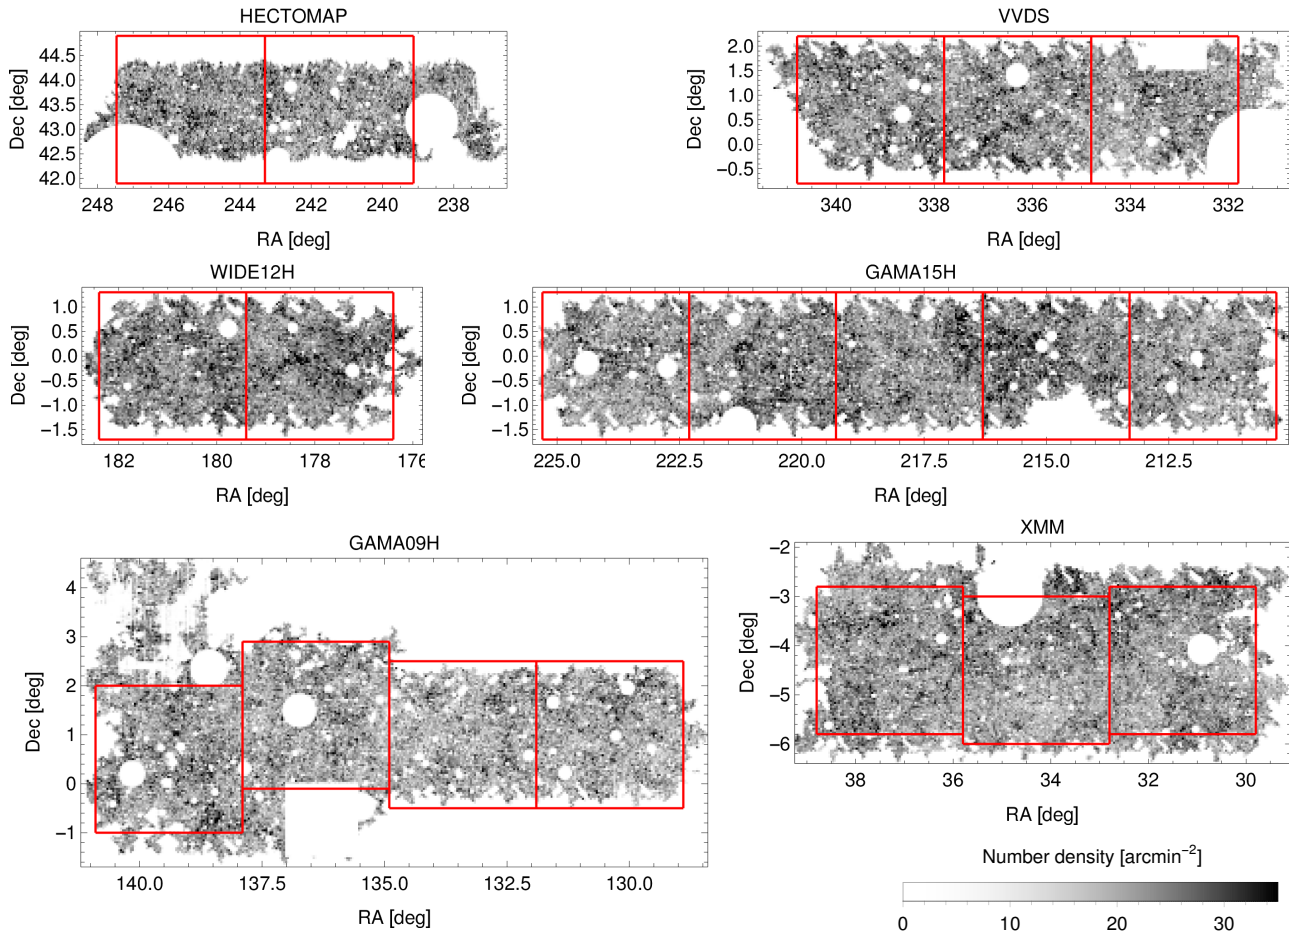 HECTOMAP
44.5
44.0
43.5
43.0
42.5
42.0
Dec [deg]
248 246 244 242 240 238
RA [deg]
VVDS
2.0
1.5
1.0
0.5
0.0
−0.5
Dec [deg]
340 338 336 334 332
RA [deg]
WIDE12H
1.0
0.5
0.0
−0.5
−1.0
−1.5
Dec [deg]
182 180 178 176
RA [deg]
GAMA15H
1.0
0.5
0.0
−0.5
−1.0
−1.5
Dec [deg]
225.0 222.5 220.0 217.5 215.0 212.5
RA [deg]
GAMA09H
4
3
2
1
0
−1
Dec [deg]
140.0 137.5 135.0 132.5 130.0
RA [deg]
XMM
−2
−3
−4
−5
−6
Dec [deg]
38 36 34 32 30
RA [deg]
Number density [arcmin⁻²]
0 10 20 30